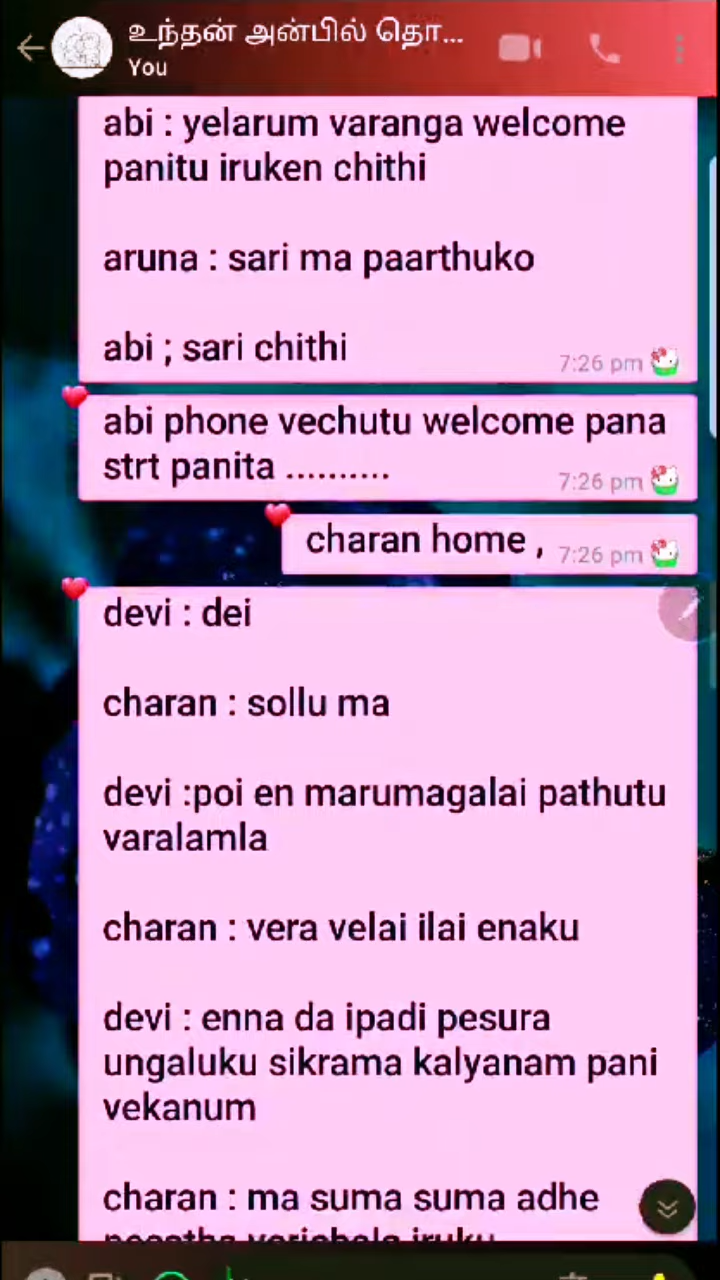 உந்தன் அன்பில் தொ...
You
abi : yelarum varanga welcome
panitu iruken chithi
aruna : sari ma paarthuko
abi ; sari chithi
7:26 pm
abi phone vechutu welcome pana
strt panita ..........
7:26 pm
charan home ,
7:26 pm
devi : dei
charan : sollu ma
devi :poi en marumagalai pathutu
varalamla
charan : vera velai ilai enaku
devi : enna da ipadi pesura
ungaluku sikrama kalyanam pani
vekanum
charan : ma suma suma adhe